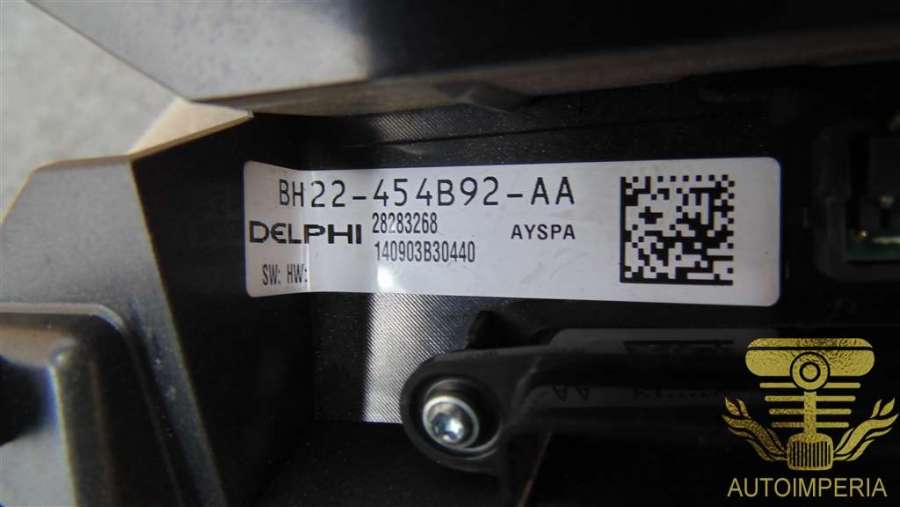 BH22-454B92-AA
DELPHI 28283268 AYSPA
140903B30440
SW: HW:
AUTOIMPERIA